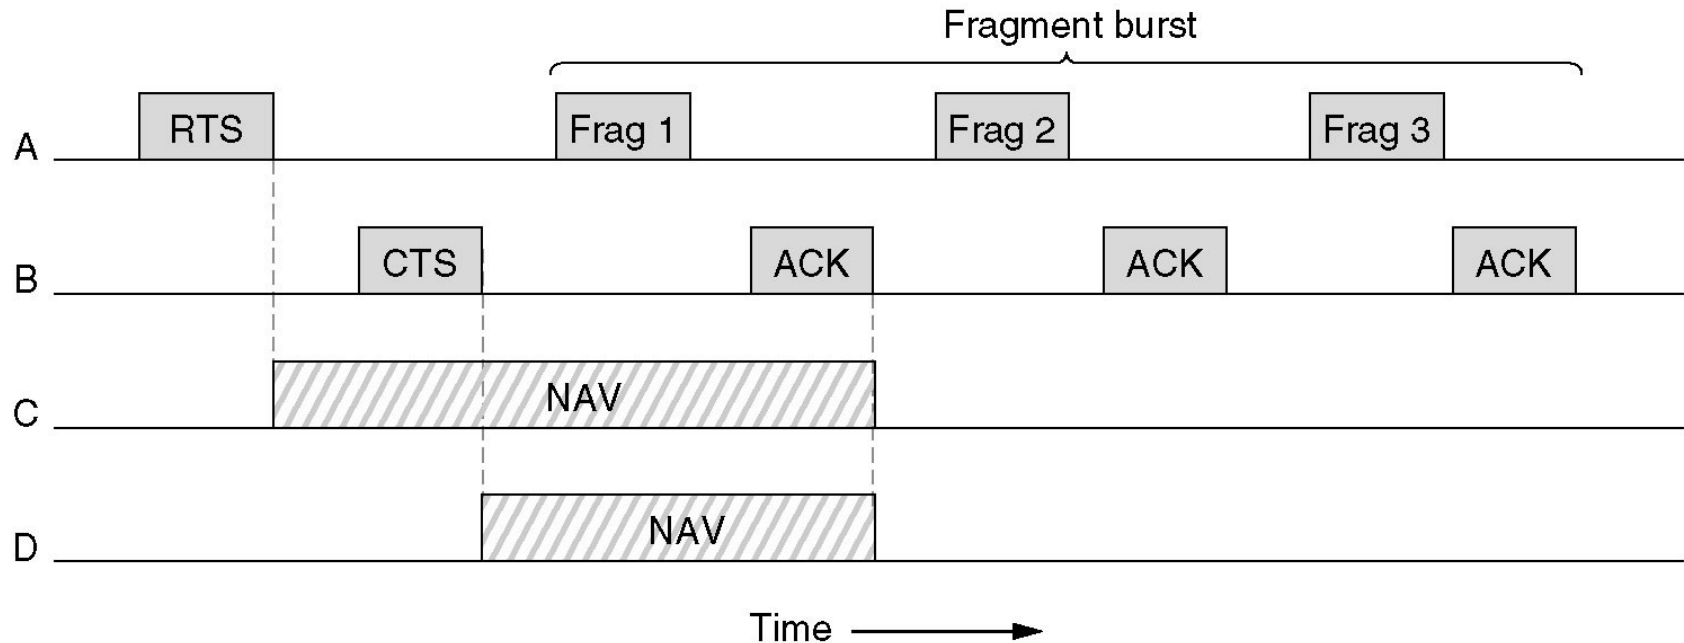 Fragment burst
A RTS Frag 1 Frag 2 Frag 3
B CTS ACK ACK ACK
C NAV
D NAV
Time